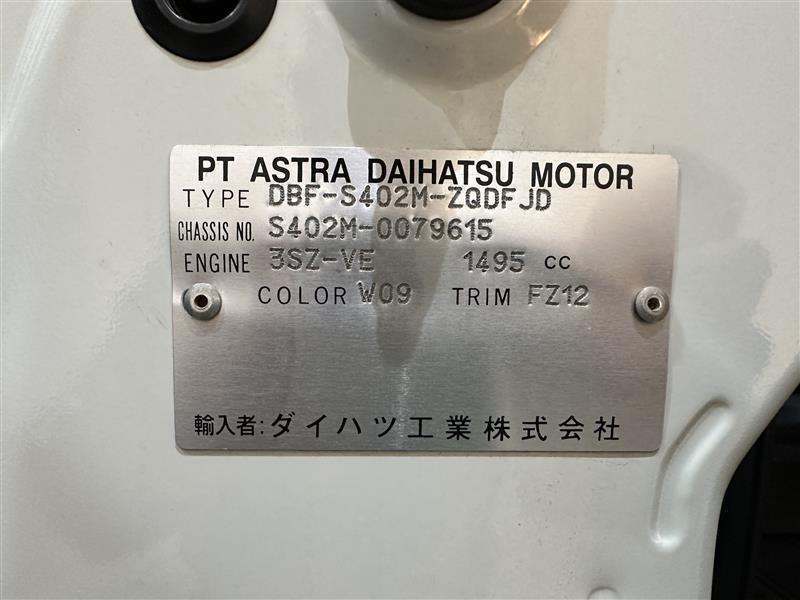 PT ASTRA DAIHATSU MOTOR
TYPE DBF-S402M-ZQDFJD
CHASSIS NO. S402M-0079615
ENGINE 3SZ-VE 1495 cc
COLOR W09 TRIM FZ12
輸入者:ダイハツ工業株式会社